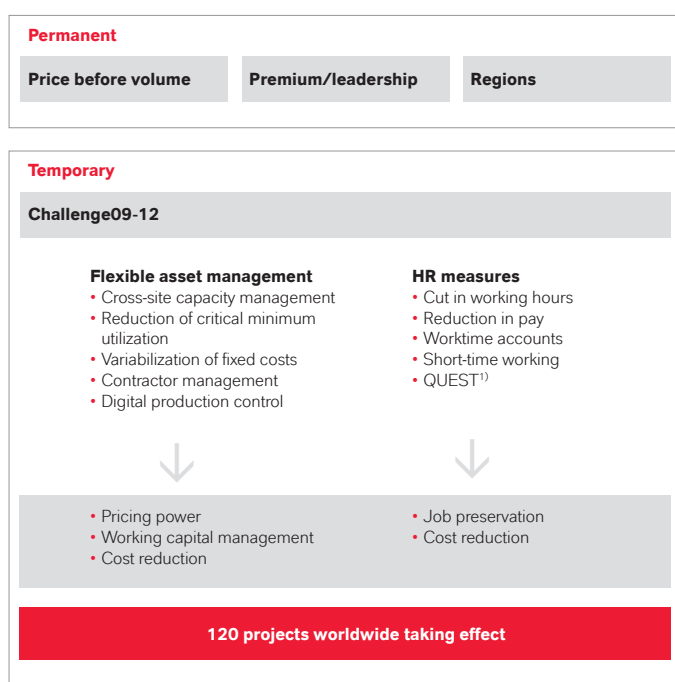 Permanent
Price before volume
Premium/leadership
Regions
Temporary
Challenge09-12
Flexible asset management
• Cross-site capacity management
• Reduction of critical minimum
utilization
• Variabilization of fixed costs
• Contractor management
• Digital production control
HR measures
• Cut in working hours
• Reduction in pay
• Worktime accounts
• Short-time working
• QUEST1)
• Pricing power
• Working capital management
• Cost reduction
• Job preservation
• Cost reduction
120 projects worldwide taking effect